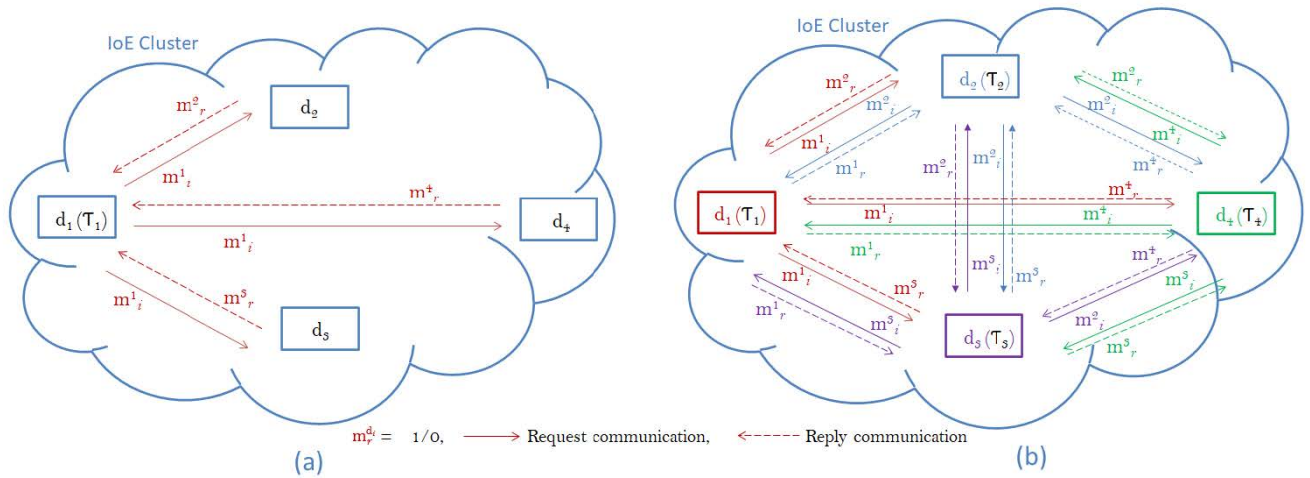 IoE Cluster
d₂
m²ᵣ
m¹ᵢ
m⁴ᵣ
d₁(T₁)
d₄
m¹ᵢ
m³ᵣ
m¹ᵢ
d₃
(a)
IoE Cluster
d₂(T₂)
m²ᵣ
m²ᵢ
m¹ᵢ
m¹ᵣ
m²ᵣ
m²ᵢ
m⁴ᵢ
m⁴ᵣ
m²ᵣ
m²ᵢ
d₁(T₁)
m⁴ᵣ
m¹ᵢ
m⁴ᵢ
m¹ᵣ
d₄(T₄)
m³ᵢ
m³ᵣ
m¹ᵢ
m³ᵣ
m¹ᵣ
m³ᵢ
m⁴ᵣ
m³ᵢ
m²ᵢ
m³ᵣ
d₃(T₃)
mᵣ^dᵢ = 1/0, Request communication, Reply communication
(b)